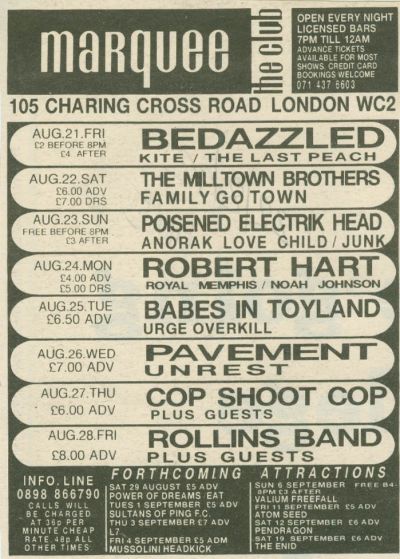 marquee
the club
OPEN EVERY NIGHT
LICENSED BARS
7PM TILL 12AM
ADVANCE TICKETS
AVAILABLE FOR MOST
SHOWS. CREDIT CARD
BOOKINGS WELCOME
071 437 6603
105 CHARING CROSS ROAD LONDON WC2
AUG.21.FRI
£2 BEFORE 8PM
£4 AFTER
BEDAZZLED
KITE / THE LAST PEACH
AUG.22.SAT
£6.00 ADV
£7.00 DRS
THE MILLTOWN BROTHERS
FAMILY GO TOWN
AUG.23.SUN
FREE BEFORE 8PM
£3 AFTER
POISENED ELECTRIK HEAD
ANORAK LOVE CHILD / JUNK
AUG.24.MON
£4.00 ADV
£5.00 DRS
ROBERT HART
ROYAL MEMPHIS / NOAH JOHNSON
AUG.25.TUE
£6.50 ADV
BABES IN TOYLAND
URGE OVERKILL
AUG.26.WED
£7.00 ADV
PAVEMENT
UNREST
AUG.27.THU
£6.00 ADV
COP SHOOT COP
PLUS GUESTS
AUG.28.FRI
£8.00 ADV
ROLLINS BAND
PLUS GUESTS
INFO. LINE
0898 866790
CALLS WILL
BE CHARGED
AT 36p PER
MINUTE CHEAP
RATE. 48p ALL
OTHER TIMES
FORTHCOMING ATTRACTIONS
SAT 29 AUGUST £5 ADV
POWER OF DREAMS EAT
TUES 1 SEPTEMBER £5 ADV
SULTANS OF PING F.C.
THU 3 SEPTEMBER £7 ADV
L7
FRI 4 SEPTEMBER £5 ADM
MUSSOLINI HEADKICK
SUN 6 SEPTEMBER FREE B4-
8PM £3 AFTER
VALIUM FREEFALL
FRI 11 SEPTEMBER £5 ADV
ATOM SEED
SAT 12 SEPTEMBER £6 ADV
PENDRAGON
SAT 19 SEPTEMBER £6 ADV
THE ENID